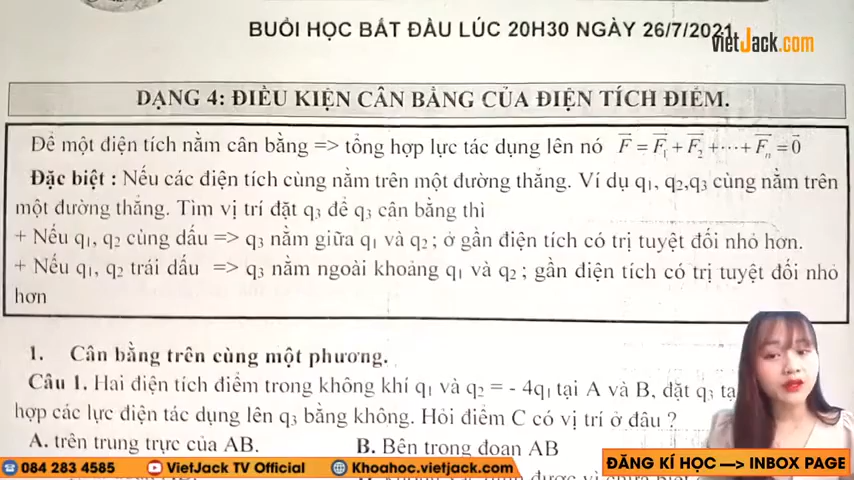 BUỔI HỌC BẮT ĐẦU LÚC 20H30 NGÀY 26/7/2021
vietJack.com
DẠNG 4: ĐIỀU KIỆN CÂN BẰNG CỦA ĐIỆN TÍCH ĐIỂM.
Để một điện tích nằm cân bằng => tổng hợp lực tác dụng lên nó F⃗ = F⃗₁ + F⃗₂ + ··· + F⃗ₙ = 0⃗
Đặc biệt : Nếu các điện tích cùng nằm trên một đường thẳng. Ví dụ q₁, q₂,q₃ cùng nằm trên
một đường thẳng. Tìm vị trí đặt q₃ để q₃ cân bằng thì
+ Nếu q₁, q₂ cùng dấu => q₃ nằm giữa q₁ và q₂ ; ở gần điện tích có trị tuyệt đối nhỏ hơn.
+ Nếu q₁, q₂ trái dấu => q₃ nằm ngoài khoảng q₁ và q₂ ; gần điện tích có trị tuyệt đối nhỏ
hơn
1. Cân bằng trên cùng một phương.
Câu 1. Hai điện tích điểm trong không khí q₁ và q₂ = - 4q₁ tại A và B, đặt q₃
hợp các lực điện tác dụng lên q₃ bằng không. Hỏi điểm C có vị trí ở đâu ?
A. trên trung trực của AB. B. Bên trong đoạn AB
084 283 4585 VietJack TV Official Khoahoc.vietjack.com
ĐĂNG KÍ HỌC —> INBOX PAGE